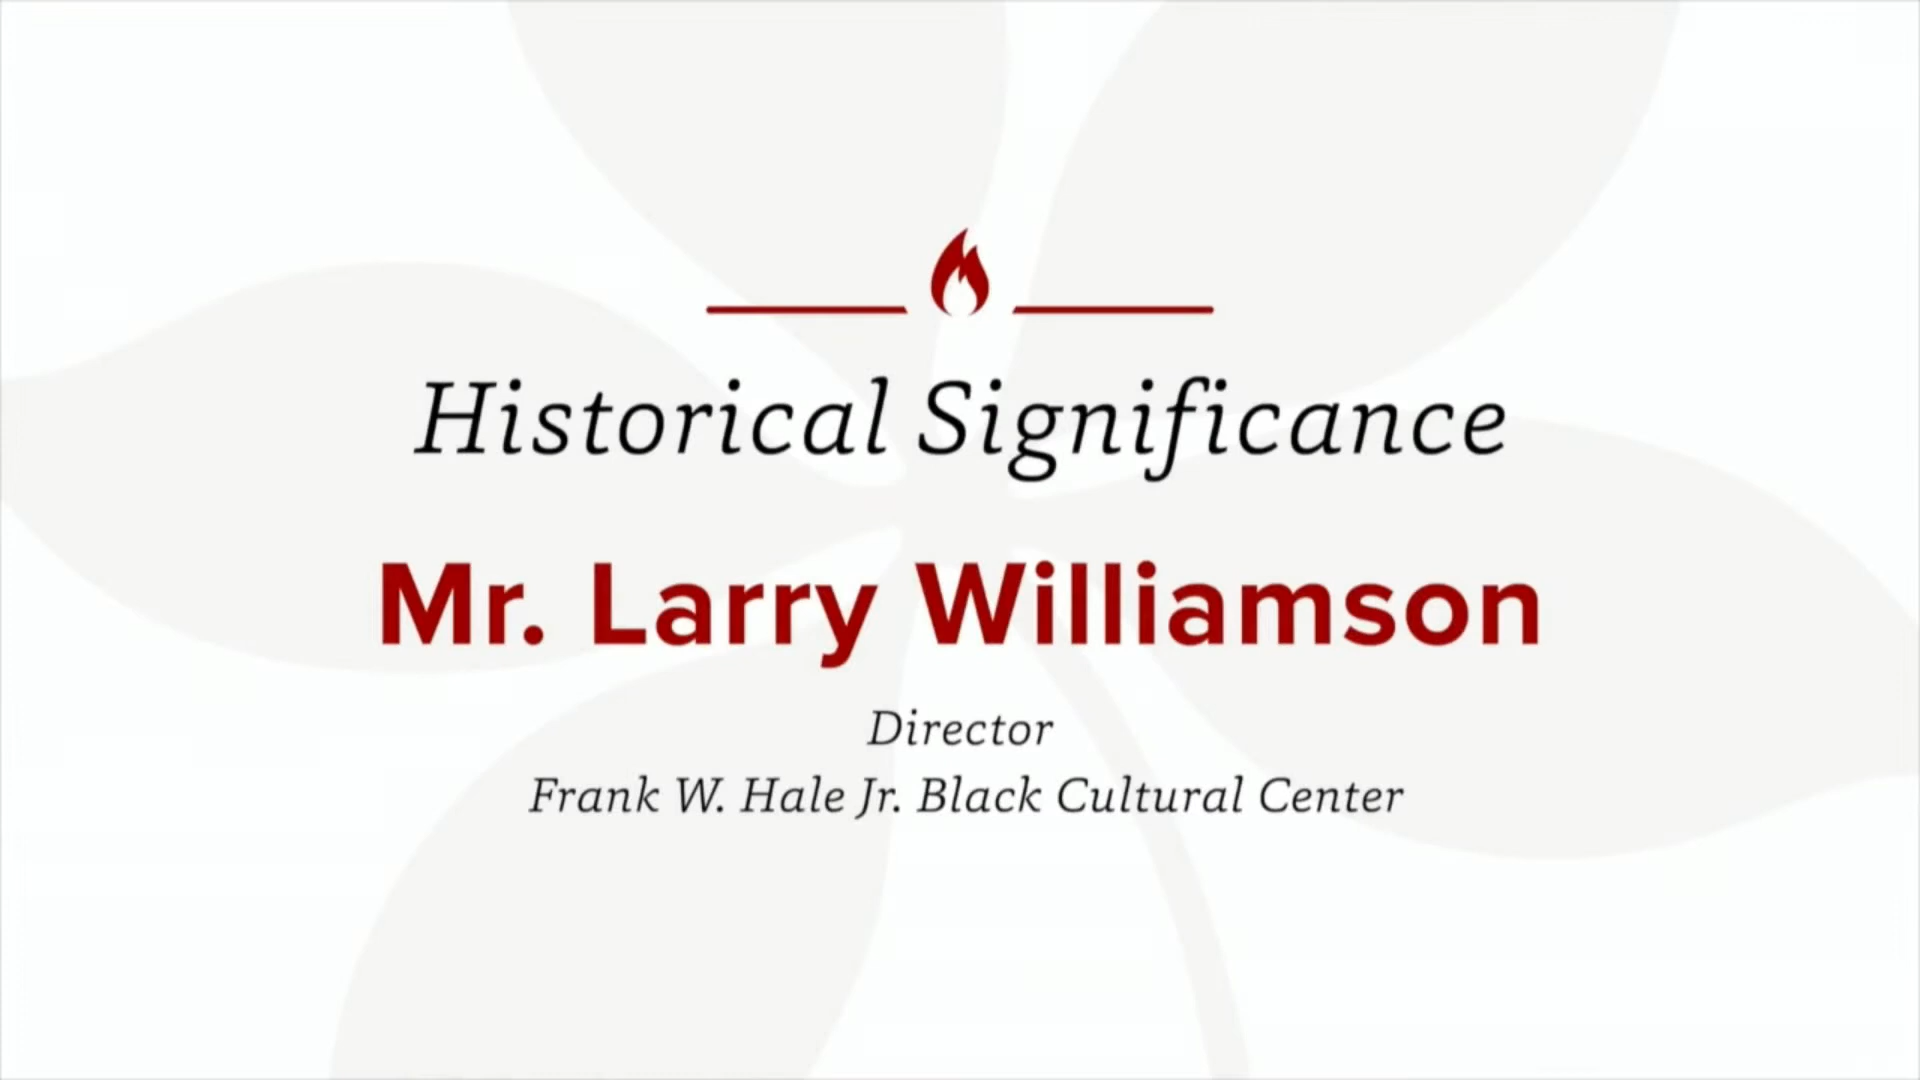 Historical Significance
Mr. Larry Williamson
Director
Frank W. Hale Jr. Black Cultural Center